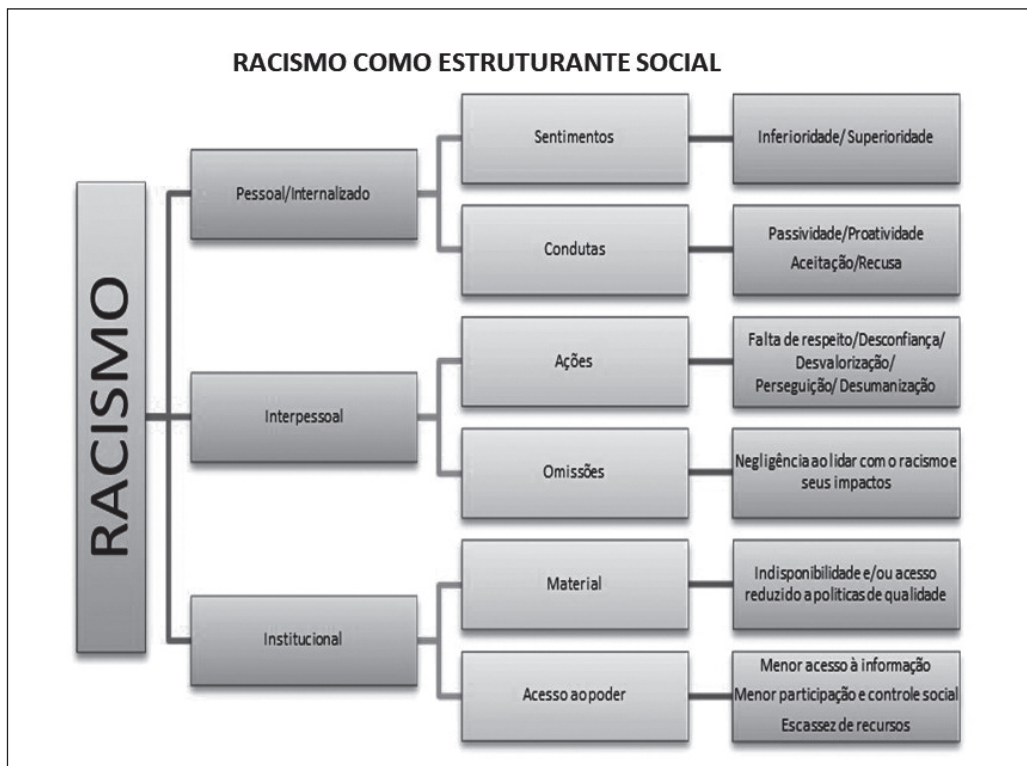 RACISMO COMO ESTRUTURANTE SOCIAL
RACISMO
Pessoal/Internalizado
Sentimentos
Inferioridade/ Superioridade
Condutas
Passividade/Proatividade
Aceitação/Recusa
Interpessoal
Ações
Falta de respeito/Desconfiança/
Desvalorização/
Perseguição/ Desumanização
Omissões
Negligência ao lidar com o racismo e
seus impactos
Institucional
Material
Indisponibilidade e/ou acesso
reduzido a políticas de qualidade
Acesso ao poder
Menor acesso à informação
Menor participação e controle social
Escassez de recursos